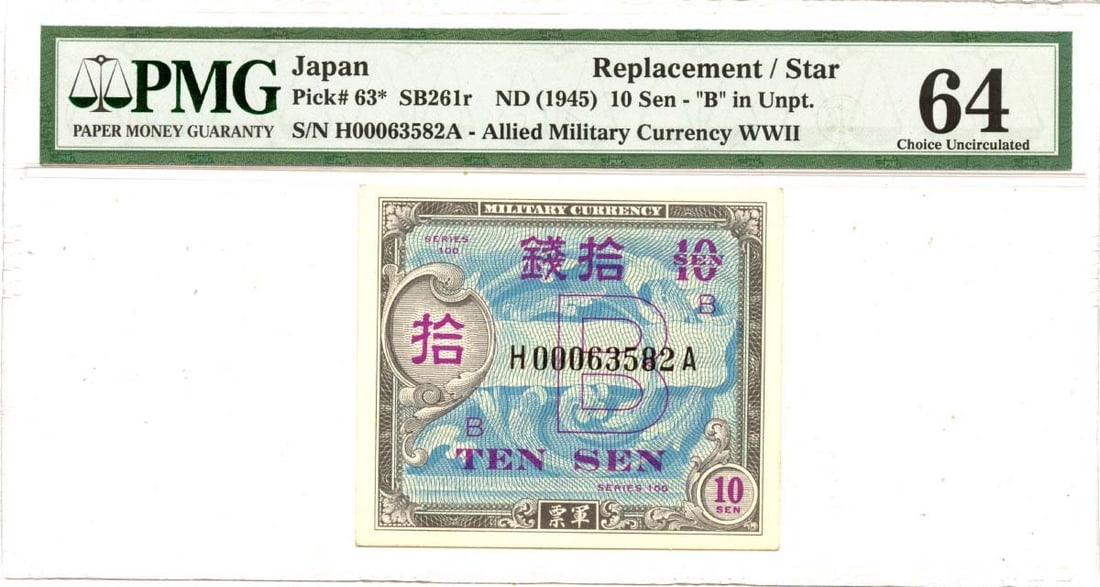 PMG
PAPER MONEY GUARANTY
Japan Replacement / Star
Pick# 63* SB261r ND (1945) 10 Sen - "B" in Unpt.
S/N H00063582A - Allied Military Currency WWII
64
Choice Uncirculated
MILITARY CURRENCY
SERIES
100
錢拾
10
SEN
B
拾
B
H00063582A
B
TEN SEN
SERIES 100
10
SEN
票軍